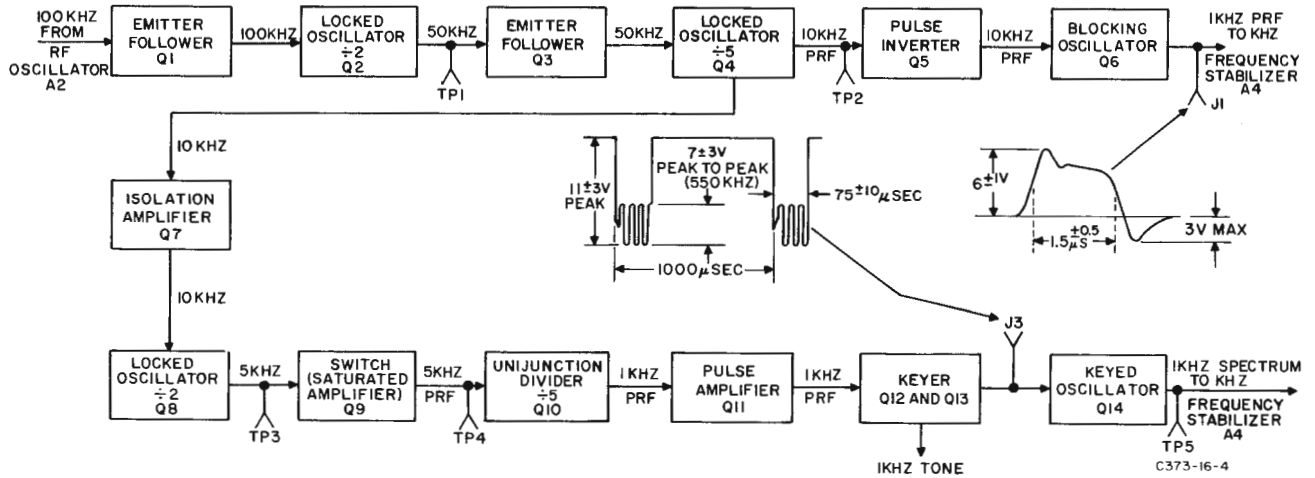 100KHZ
FROM
RF
OSCILLATOR
A2
EMITTER
FOLLOWER
Q1
100KHZ
LOCKED
OSCILLATOR
÷2
Q2
50KHZ
TP1
EMITTER
FOLLOWER
Q3
50KHZ
LOCKED
OSCILLATOR
÷5
Q4
10KHZ
PRF
TP2
PULSE
INVERTER
Q5
10KHZ
PRF
BLOCKING
OSCILLATOR
Q6
1KHZ PRF
TO KHZ
FREQUENCY
STABILIZER
A4
J1
10KHZ
ISOLATION
AMPLIFIER
Q7
10KHZ
11±3V
PEAK
7±3V
PEAK TO PEAK
(550KHZ)
75±10µSEC
1000µSEC
6±1V
1.5±0.5µS
3V MAX
LOCKED
OSCILLATOR
÷2
Q8
5KHZ
TP3
SWITCH
(SATURATED
AMPLIFIER)
Q9
5KHZ
PRF
TP4
UNIJUNCTION
DIVIDER
÷5
Q10
1KHZ
PRF
PULSE
AMPLIFIER
Q11
1KHZ
PRF
KEYER
Q12 AND Q13
1KHZ TONE
J3
KEYED
OSCILLATOR
Q14
1KHZ SPECTRUM
TO KHZ
FREQUENCY
STABILIZER
A4
TP5
C373-16-4